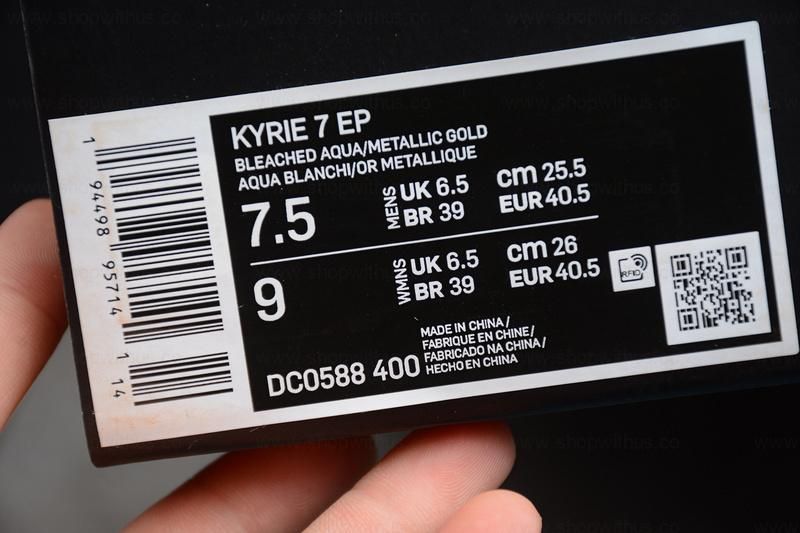 KYRIE 7 EP
BLEACHED AQUA/METALLIC GOLD
AQUA BLANCHI/OR METALLIQUE
7.5
MENS
UK 6.5
BR 39
cm 25.5
EUR 40.5
9
WMNS
UK 6.5
BR 39
cm 26
EUR 40.5
RFID
DC0588 400
MADE IN CHINA/
FABRIQUE EN CHINE/
FABRICADO NA CHINA/
HECHO EN CHINA
1 94498 95714 1 14
www.shopwithus.co